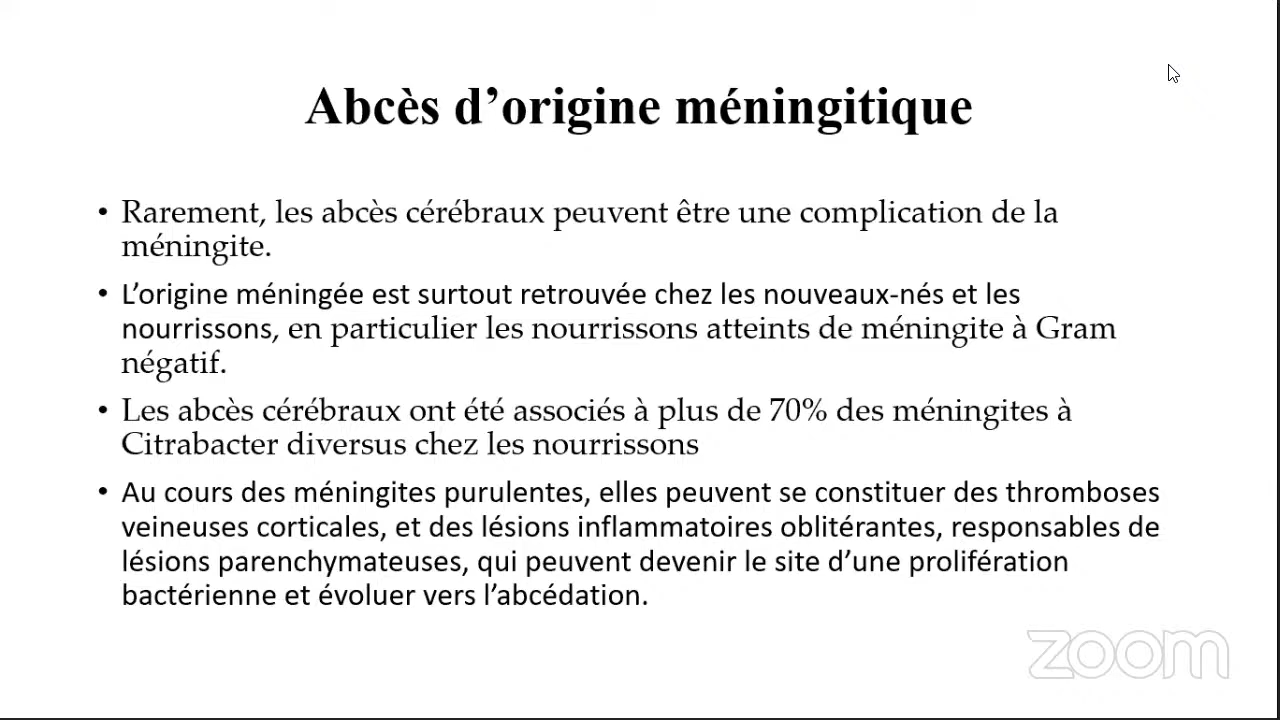 Abcès d’origine méningitique
• Rarement, les abcès cérébraux peuvent être une complication de la
méningite.
• L’origine méningée est surtout retrouvée chez les nouveaux-nés et les
nourrissons, en particulier les nourrissons atteints de méningite à Gram
négatif.
• Les abcès cérébraux ont été associés à plus de 70% des méningites à
Citrabacter diversus chez les nourrissons
• Au cours des méningites purulentes, elles peuvent se constituer des thromboses
veineuses corticales, et des lésions inflammatoires oblitérantes, responsables de
lésions parenchymateuses, qui peuvent devenir le site d’une prolifération
bactérienne et évoluer vers l’abcédation.
zoom